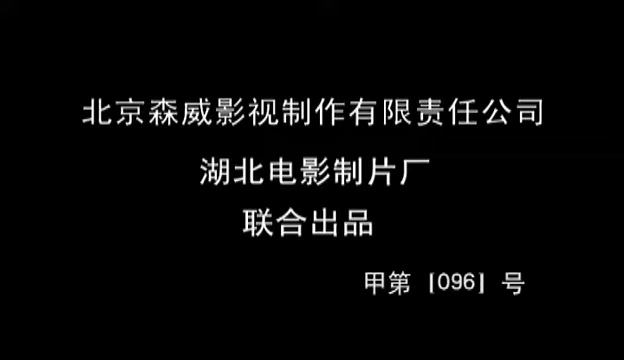 北京森威影视制作有限责任公司
湖北电影制片厂
联合出品
甲第［096］号